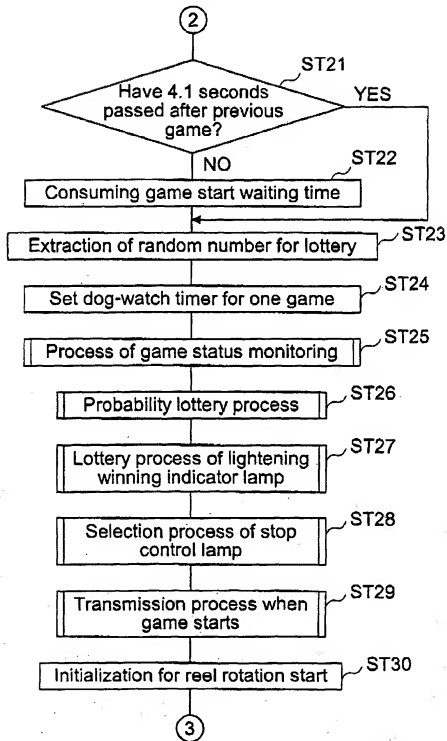 2
ST21
Have 4.1 seconds
passed after previous
game?
YES
NO
ST22
Consuming game start waiting time
ST23
Extraction of random number for lottery
ST24
Set dog-watch timer for one game
ST25
Process of game status monitoring
ST26
Probability lottery process
ST27
Lottery process of lightening
winning indicator lamp
ST28
Selection process of stop
control lamp
ST29
Transmission process when
game starts
ST30
Initialization for reel rotation start
3